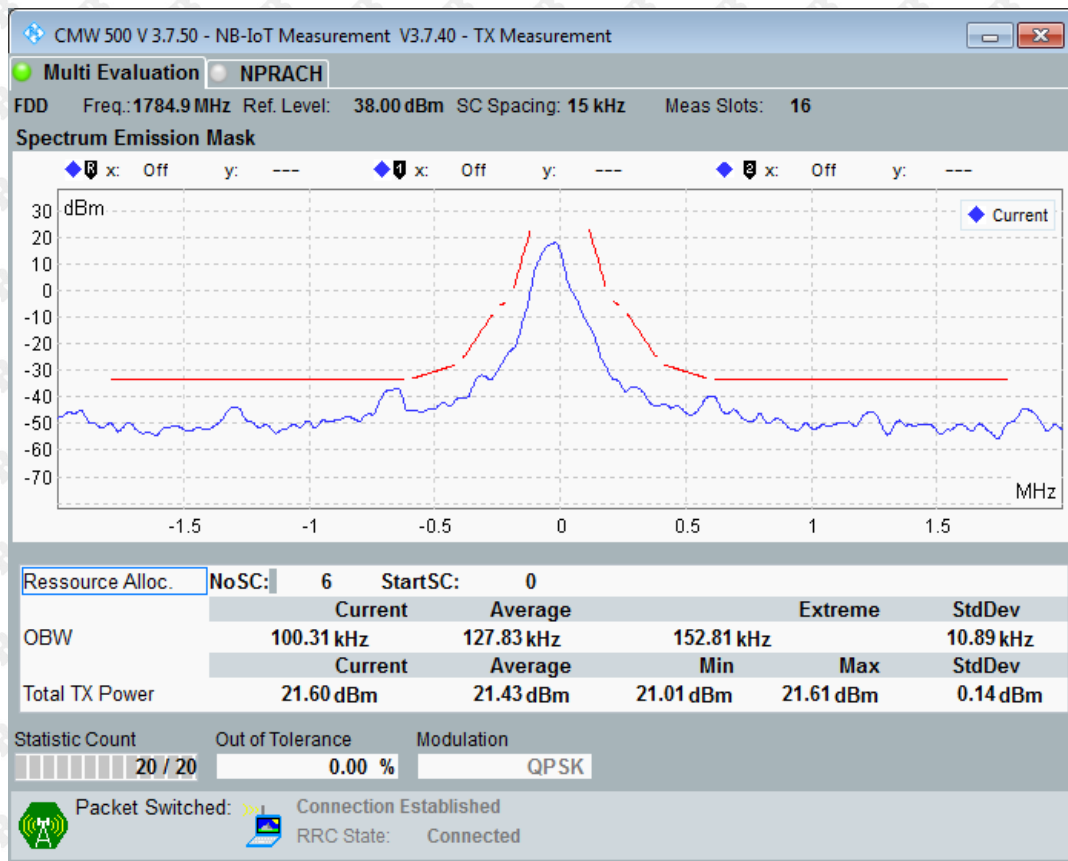 CMW 500 V 3.7.50 - NB-IoT Measurement V3.7.40 - TX Measurement
Multi Evaluation NPRACH
FDD Freq.: 1784.9 MHz Ref. Level: 38.00 dBm SC Spacing: 15 kHz Meas Slots: 16
Spectrum Emission Mask
R x: Off y: --- 1 x: Off y: --- 2 x: Off y: ---
30 dBm
Current
20
10
0
-10
-20
-30
-40
-50
-60
-70
MHz
-1.5 -1 -0.5 0 0.5 1 1.5
Ressource Alloc. NoSC: 6 StartSC: 0
Current Average Extreme StdDev
OBW 100.31 kHz 127.83 kHz 152.81 kHz 10.89 kHz
Current Average Min Max StdDev
Total TX Power 21.60 dBm 21.43 dBm 21.01 dBm 21.61 dBm 0.14 dBm
Statistic Count Out of Tolerance Modulation
20 / 20 0.00 % QPSK
Packet Switched: Connection Established
RRC State: Connected